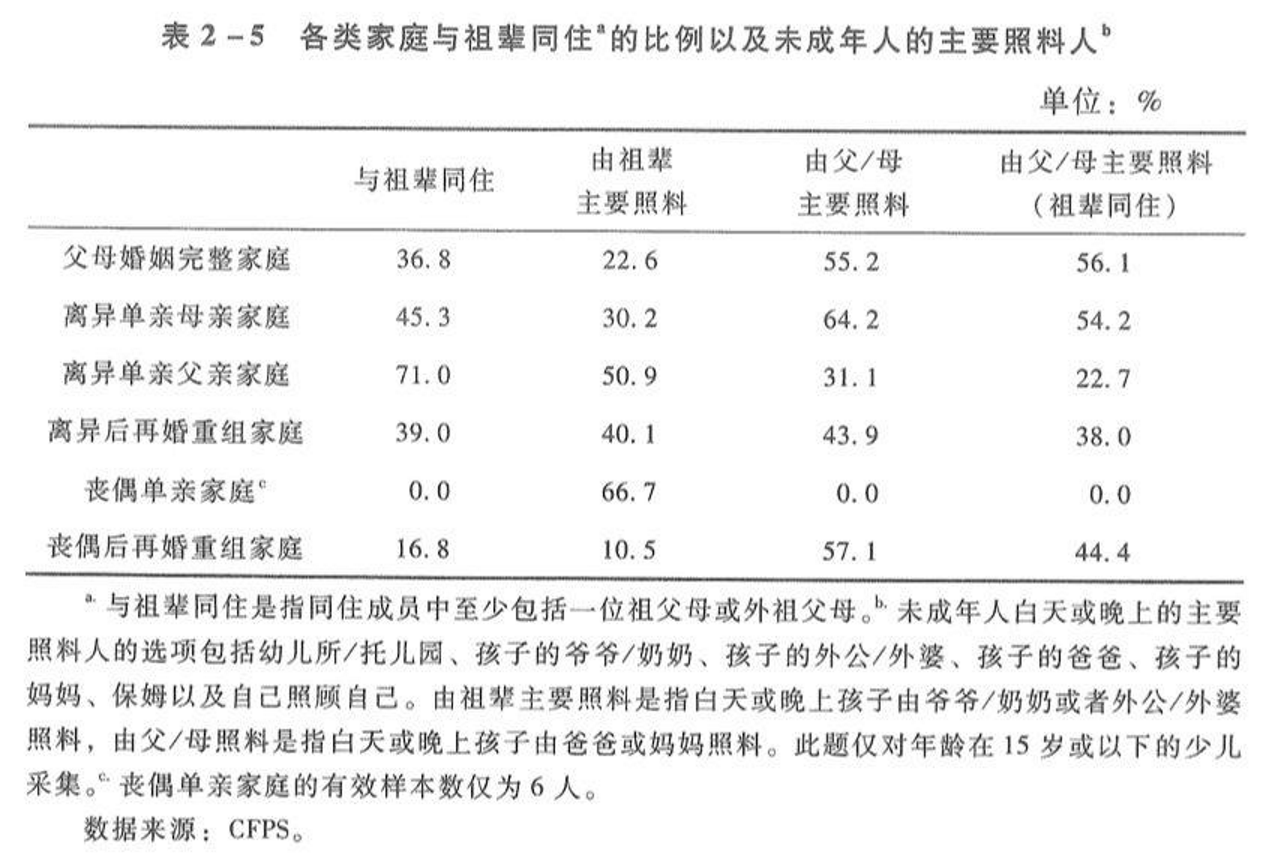 表 2-5 各类家庭与祖辈同住ᵃ的比例以及未成年人的主要照料人ᵇ
单位：%
与祖辈同住 由祖辈主要照料 由父/母主要照料 由父/母主要照料（祖辈同住）
父母婚姻完整家庭 36.8 22.6 55.2 56.1
离异单亲母亲家庭 45.3 30.2 64.2 54.2
离异单亲父亲家庭 71.0 50.9 31.1 22.7
离异后再婚重组家庭 39.0 40.1 43.9 38.0
丧偶单亲家庭ᶜ 0.0 66.7 0.0 0.0
丧偶后再婚重组家庭 16.8 10.5 57.1 44.4
ᵃ·与祖辈同住是指同住成员中至少包括一位祖父母或外祖父母。ᵇ·未成年人白天或晚上的主要
照料人的选项包括幼儿所/托儿园、孩子的爷爷/奶奶、孩子的外公/外婆、孩子的爸爸、孩子的
妈妈、保姆以及自己照顾自己。由祖辈主要照料是指白天或晚上孩子由爷爷/奶奶或者外公/外婆
照料，由父/母照料是指白天或晚上孩子由爸爸或妈妈照料。此题仅对年龄在 15 岁或以下的少儿
采集。ᶜ·丧偶单亲家庭的有效样本数仅为 6 人。
数据来源：CFPS。